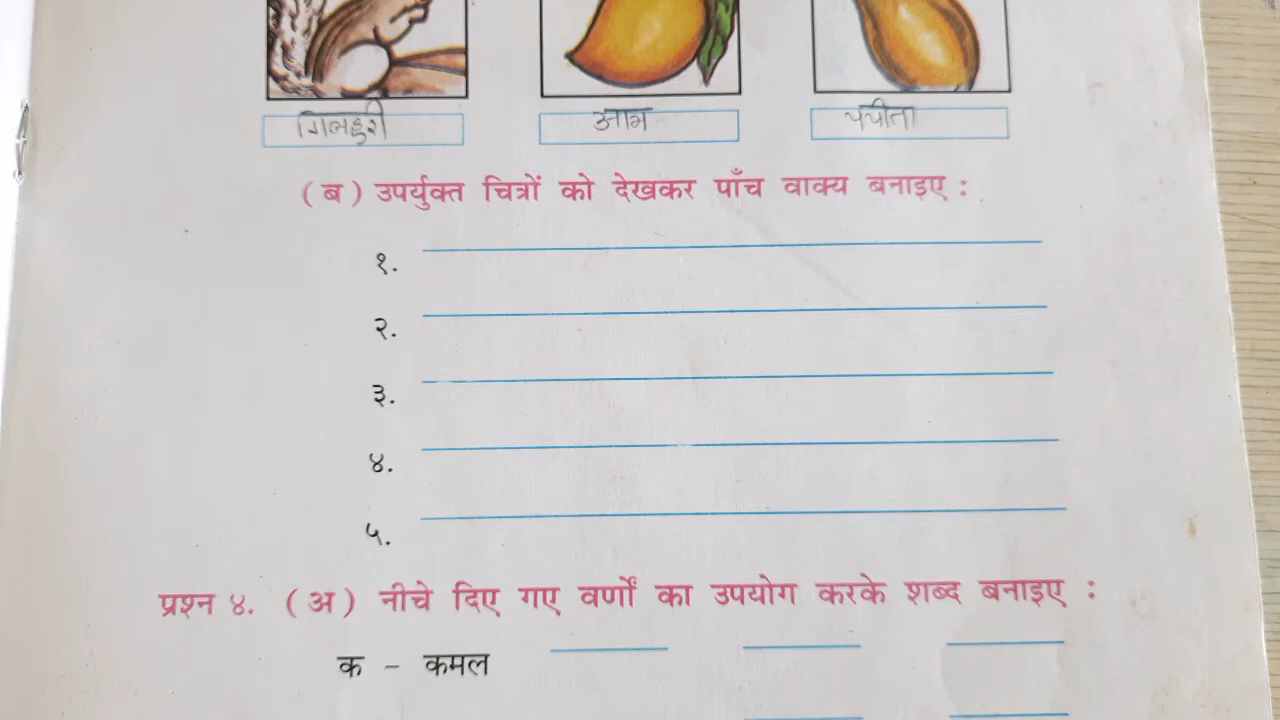 गिलहरी आम पपीता
(ब) उपर्युक्त चित्रों को देखकर पाँच वाक्य बनाइए :
१.
२.
३.
४.
५.
प्रश्न ४. (अ) नीचे दिए गए वर्णों का उपयोग करके शब्द बनाइए :
क - कमल